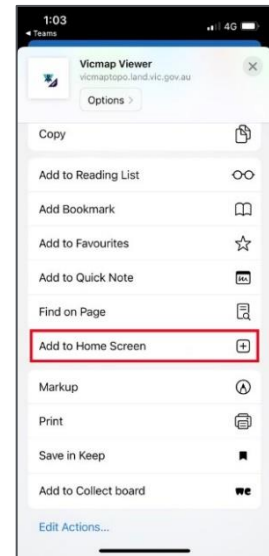 1:03
4G
◀ Teams
Vicmap Viewer
vicmaptopo.land.vic.gov.au
Options >
Copy
Add to Reading List
Add Bookmark
Add to Favourites
Add to Quick Note
Find on Page
Add to Home Screen
Markup
Print
Save in Keep
Add to Collect board
we
Edit Actions...